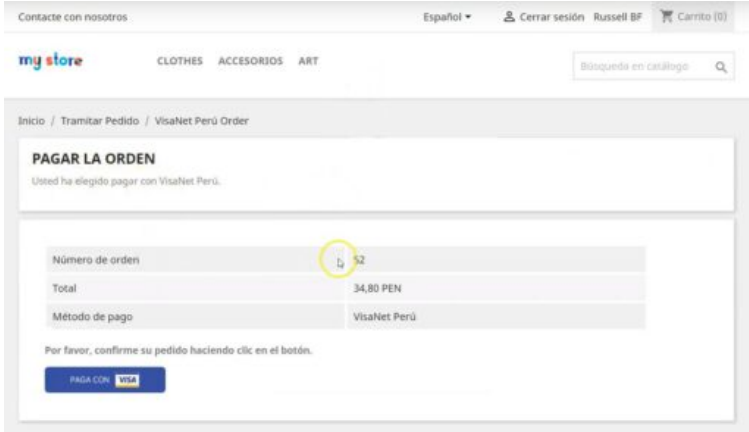 Contacte con nosotros Español Cerrar sesión Russell BF Carrito (0)
my store CLOTHES ACCESORIOS ART Búsqueda en catálogo
Inicio / Tramitar Pedido / VisaNet Perú Order
PAGAR LA ORDEN
Usted ha elegido pagar con VisaNet Perú.
Número de orden 52
Total 34,80 PEN
Método de pago VisaNet Perú
Por favor, confirme su pedido haciendo clic en el botón.
PAGA CON VISA